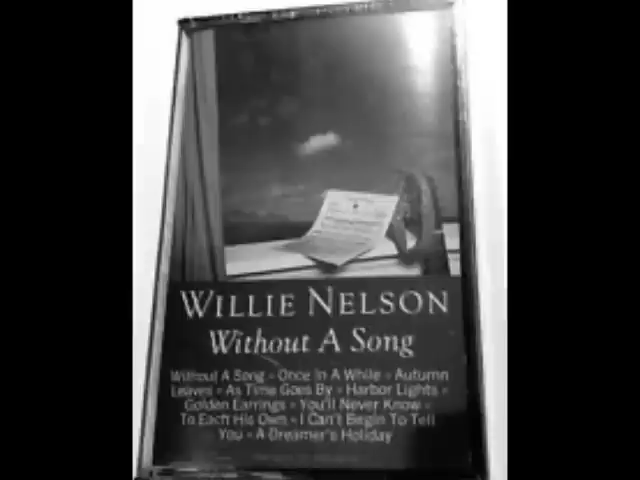 WILLIE NELSON
Without A Song
Without A Song • Once In A While • Autumn
Leaves • As Time Goes By • Harbor Lights •
Golden Earrings • You'll Never Know •
To Each His Own • I Can't Begin To Tell
You • A Dreamer's Holiday